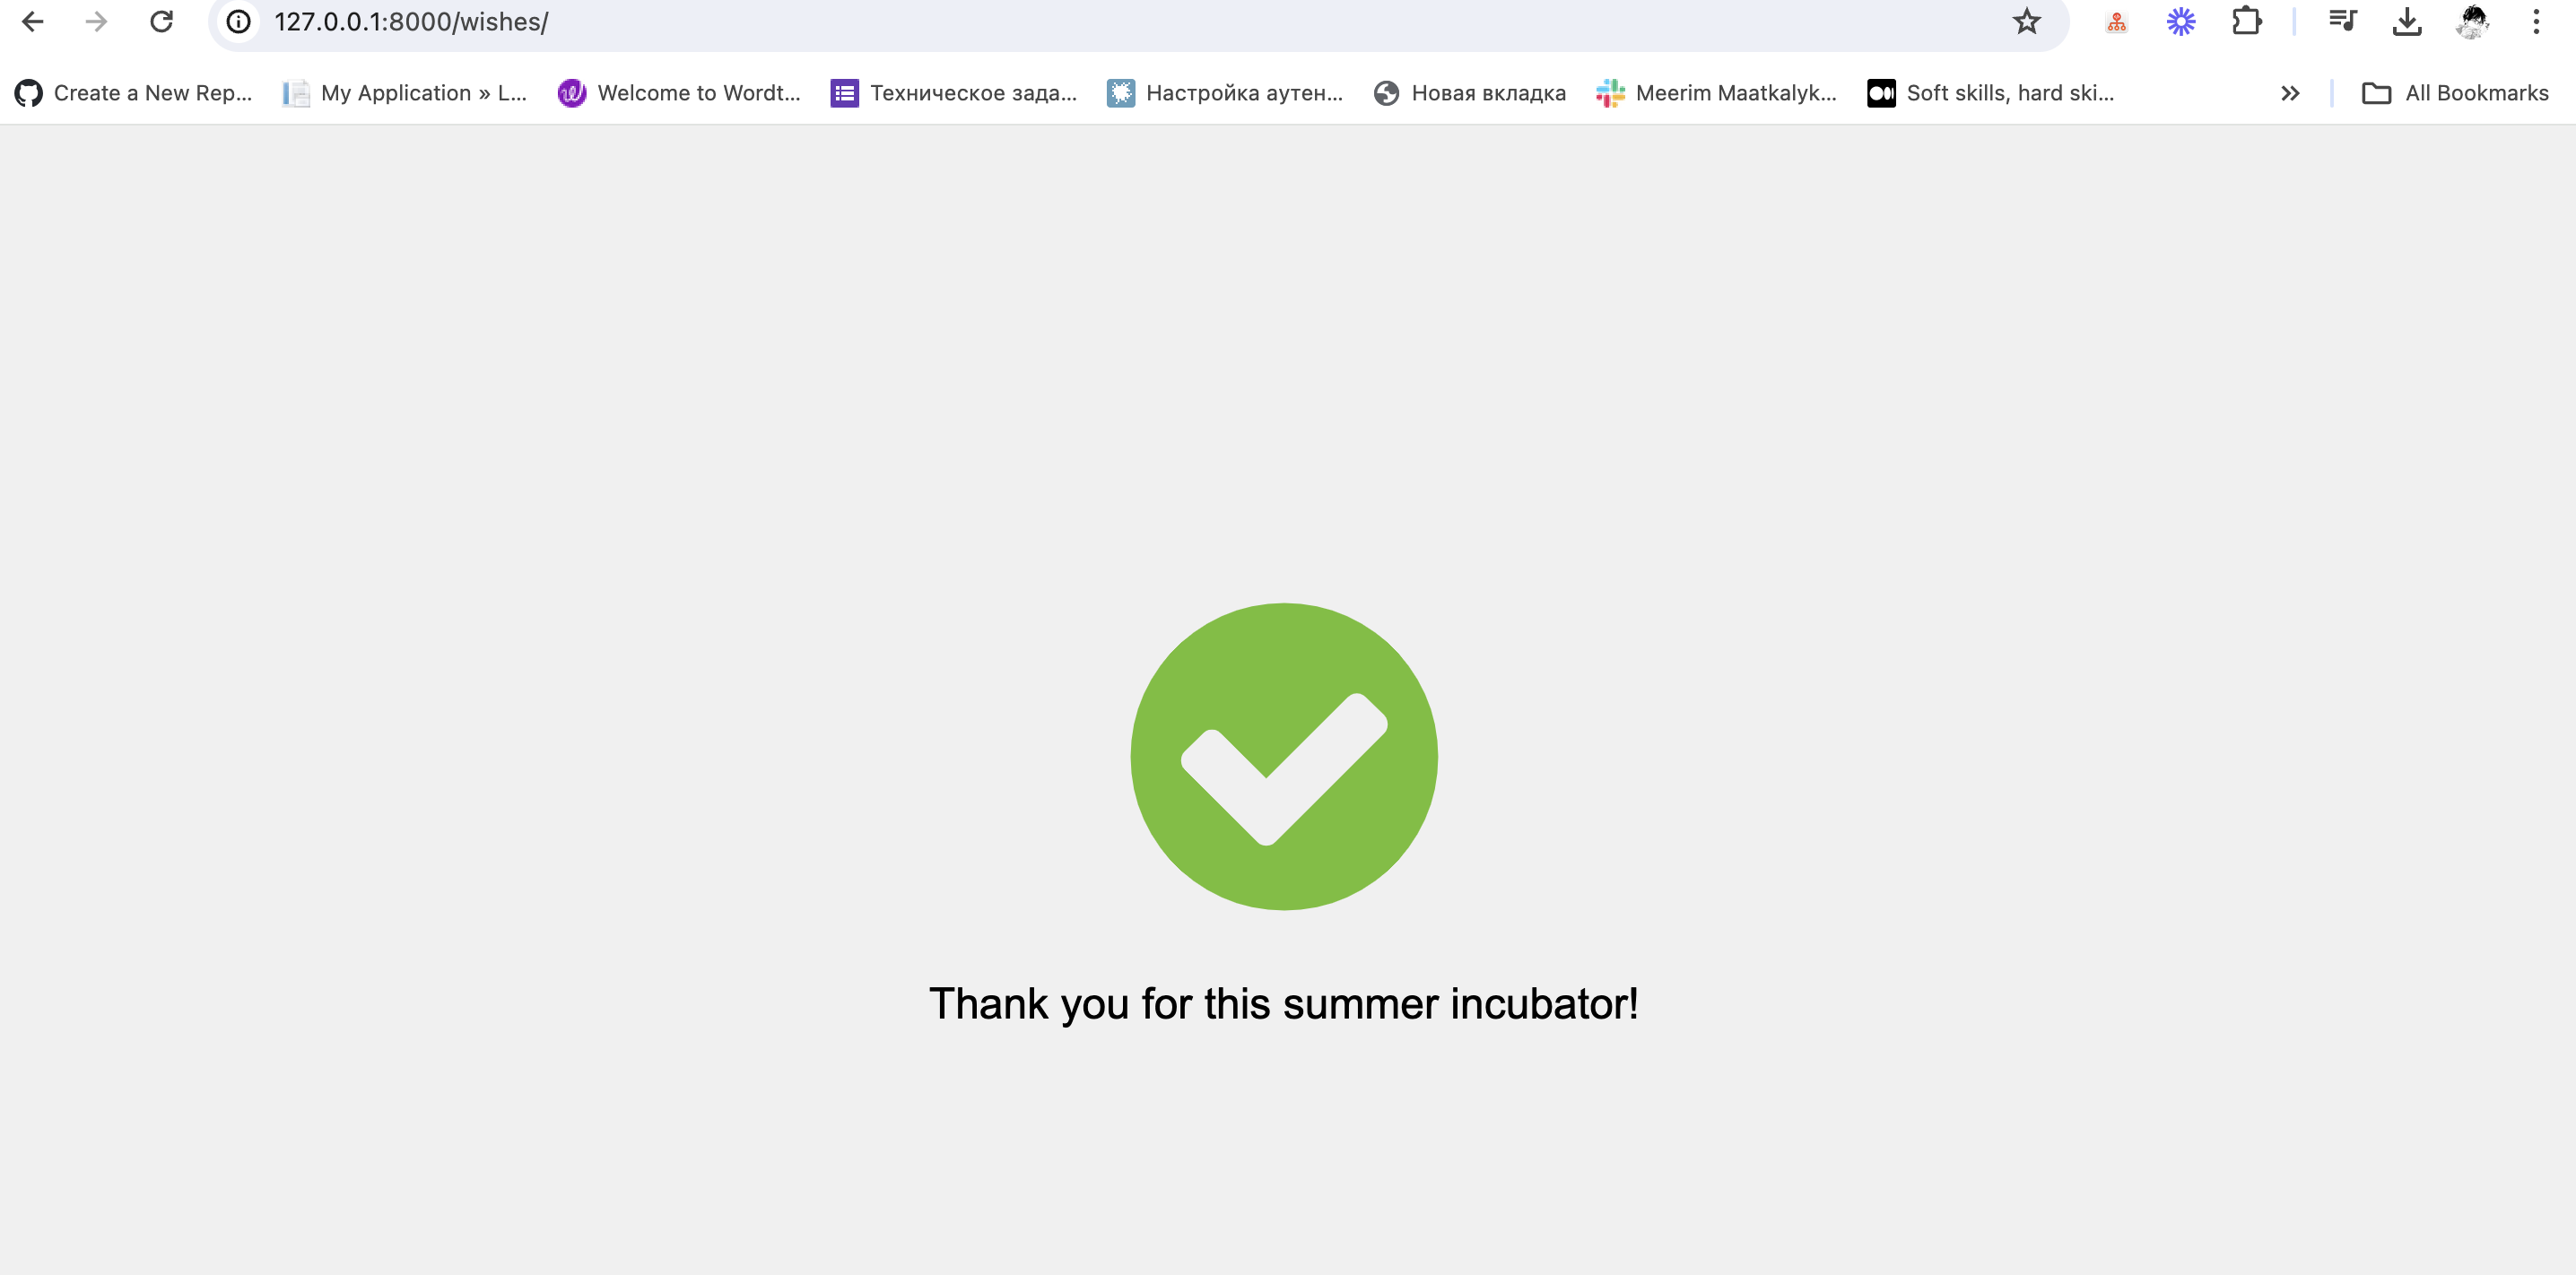 127.0.0.1:8000/wishes/
Create a New Rep...
My Application » L...
Welcome to Wordt...
Техническое зада...
Настройка аутен...
Новая вкладка
Meerim Maatkalyk...
Soft skills, hard ski...
All Bookmarks
Thank you for this summer incubator!